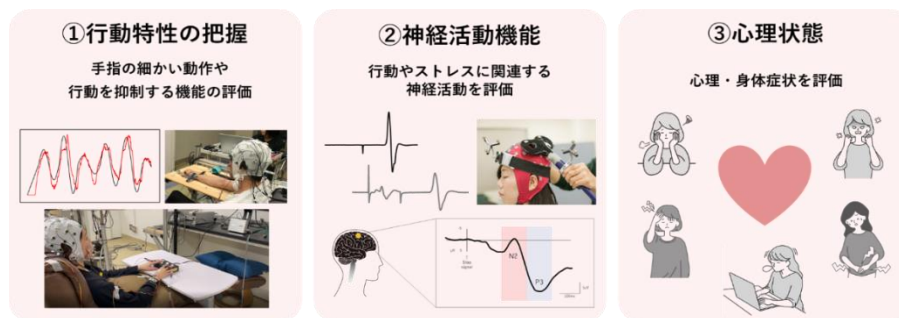 ①行動特性の把握
手指の細かい動作や
行動を抑制する機能の評価
②神経活動機能
行動やストレスに関連する
神経活動を評価
N2
P3
③心理状態
心理・身体症状を評価